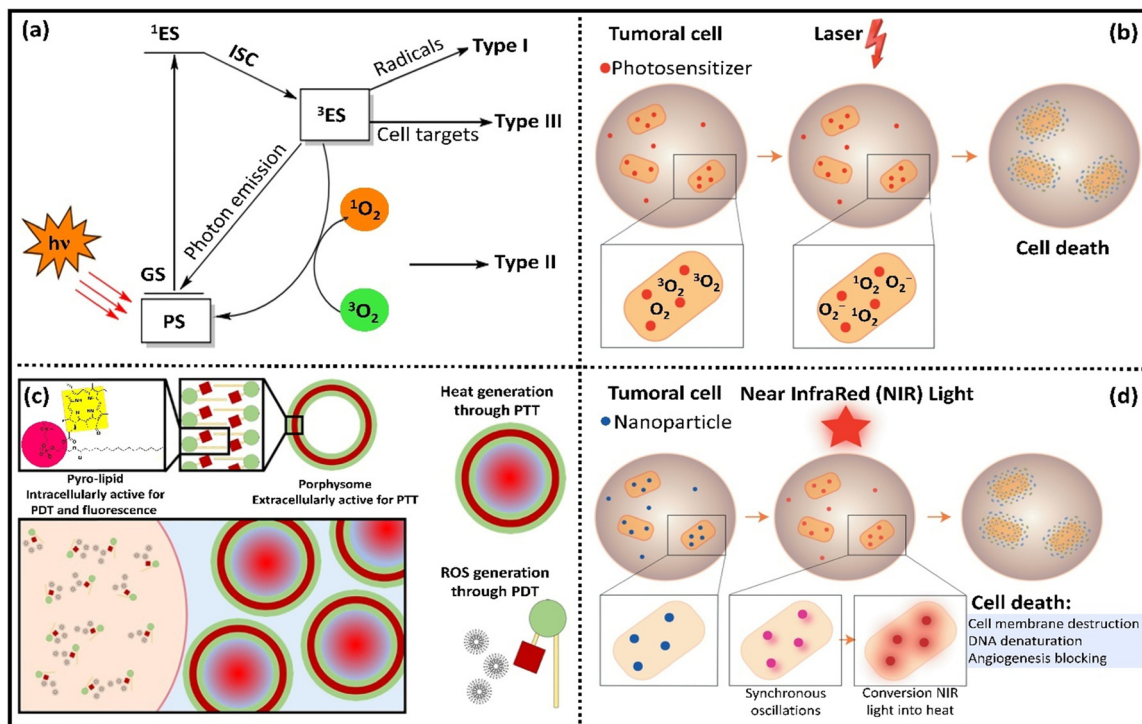 (a)
¹ES
ISC
Radicals
Type I
³ES
Cell targets
Type III
Photon emission
¹O₂
hν
GS
Type II
PS
³O₂
(b)
Tumoral cell
Laser
Photosensitizer
Cell death
³O₂
³O₂
O₂
¹O₂
O₂⁻
O₂⁻
¹O₂
(c)
Pyro-lipid
Intracellularly active for
PDT and fluorescence
Porphysome
Extracellularly active for PTT
Heat generation
through PTT
ROS generation
through PDT
(d)
Tumoral cell
Near InfraRed (NIR) Light
Nanoparticle
Synchronous
oscillations
Conversion NIR
light into heat
Cell death:
Cell membrane destruction
DNA denaturation
Angiogenesis blocking